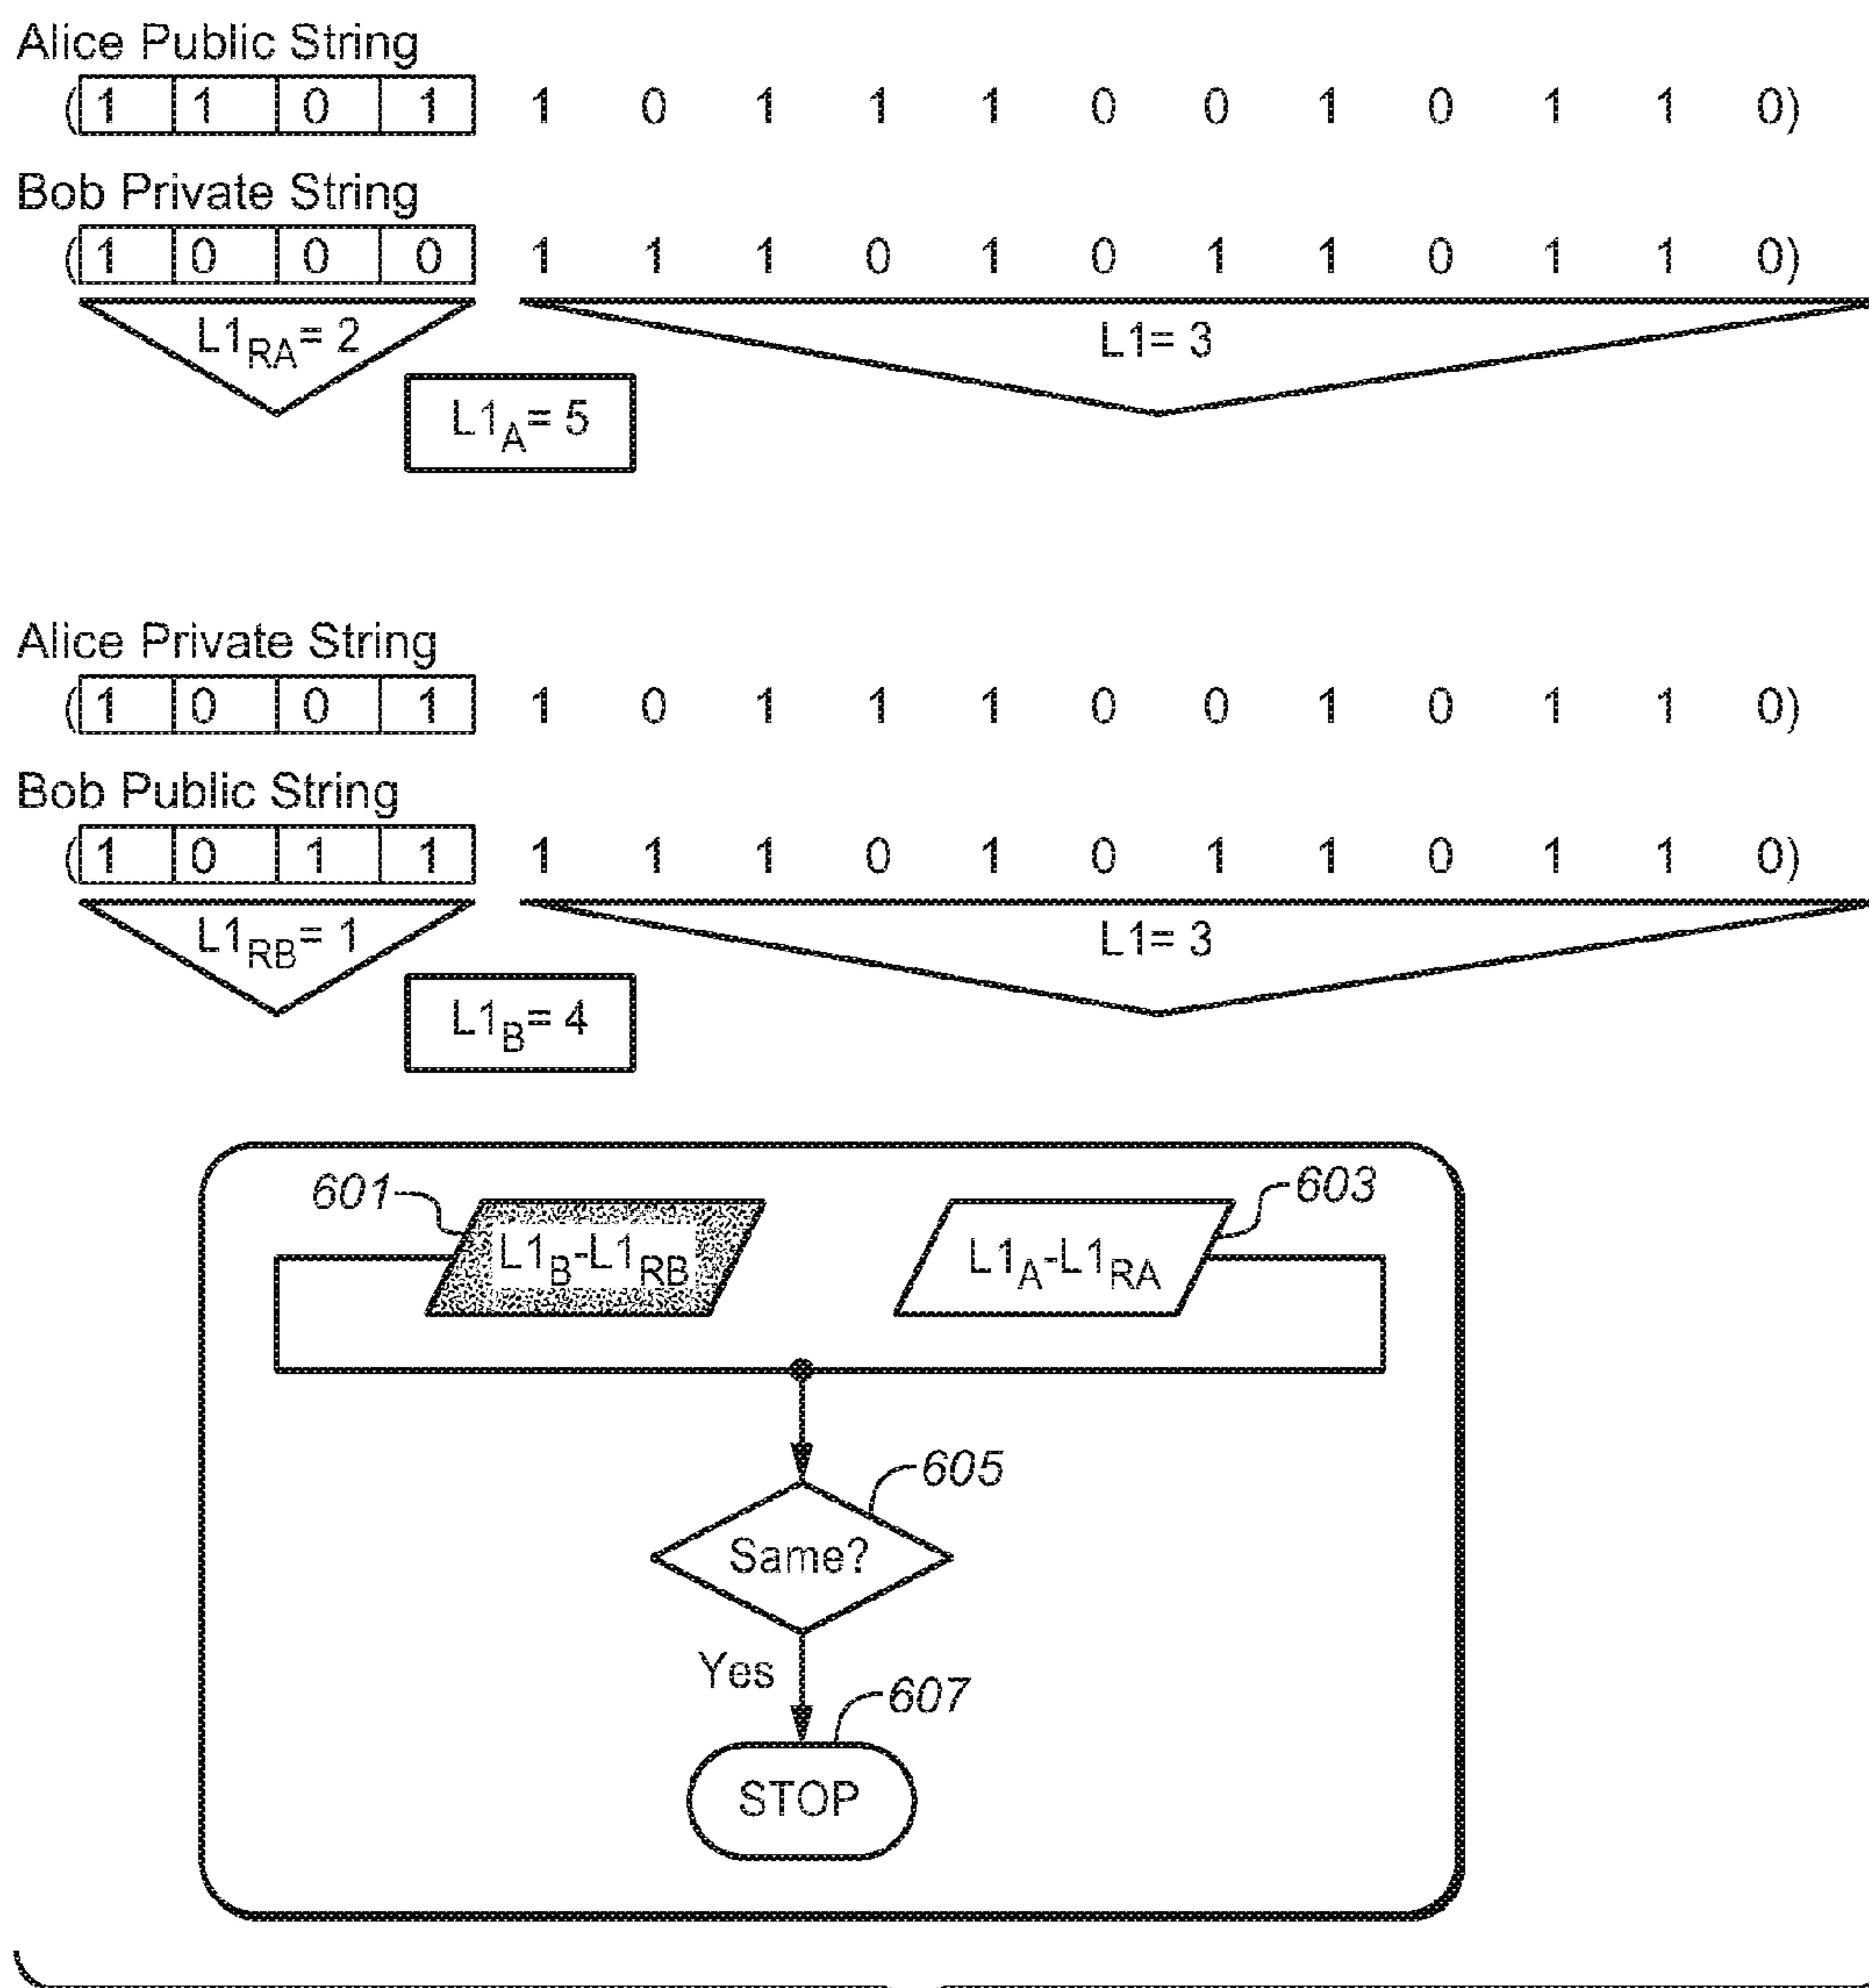 Alice Public String
(1 1 0 1 1 0 1 1 1 0 0 1 0 1 1 0)
Bob Private String
(1 0 0 0 1 1 1 0 1 0 1 1 0 1 1 0)
L1RA= 2
L1= 3
L1A= 5
Alice Private String
(1 0 0 1 1 0 1 1 1 0 0 1 0 1 1 0)
Bob Public String
(1 0 1 1 1 1 1 0 1 0 1 1 0 1 1 0)
L1RB= 1
L1= 3
L1B= 4
601
L1B-L1RB
L1A-L1RA
603
605
Same?
Yes
607
STOP